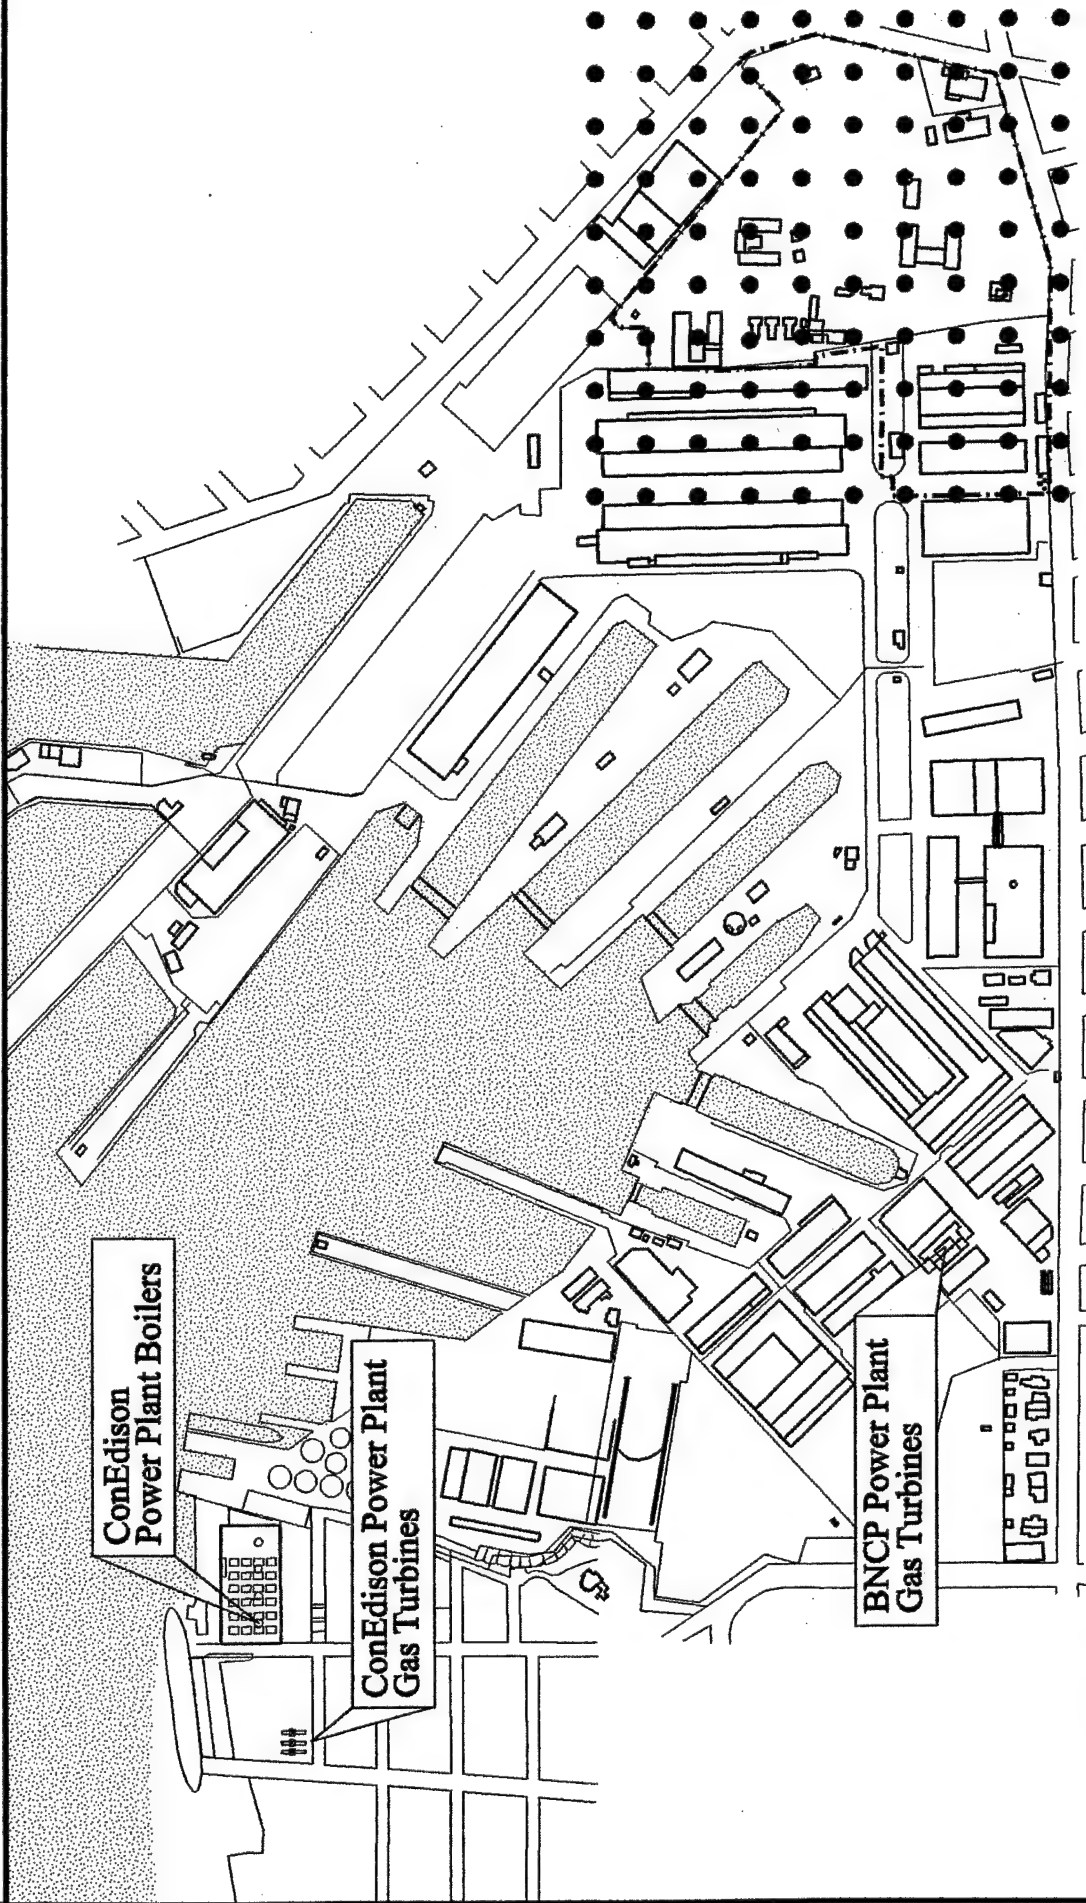 ConEdison
Power Plant Boilers
ConEdison Power Plant
Gas Turbines
BNCP Power Plant
Gas Turbines